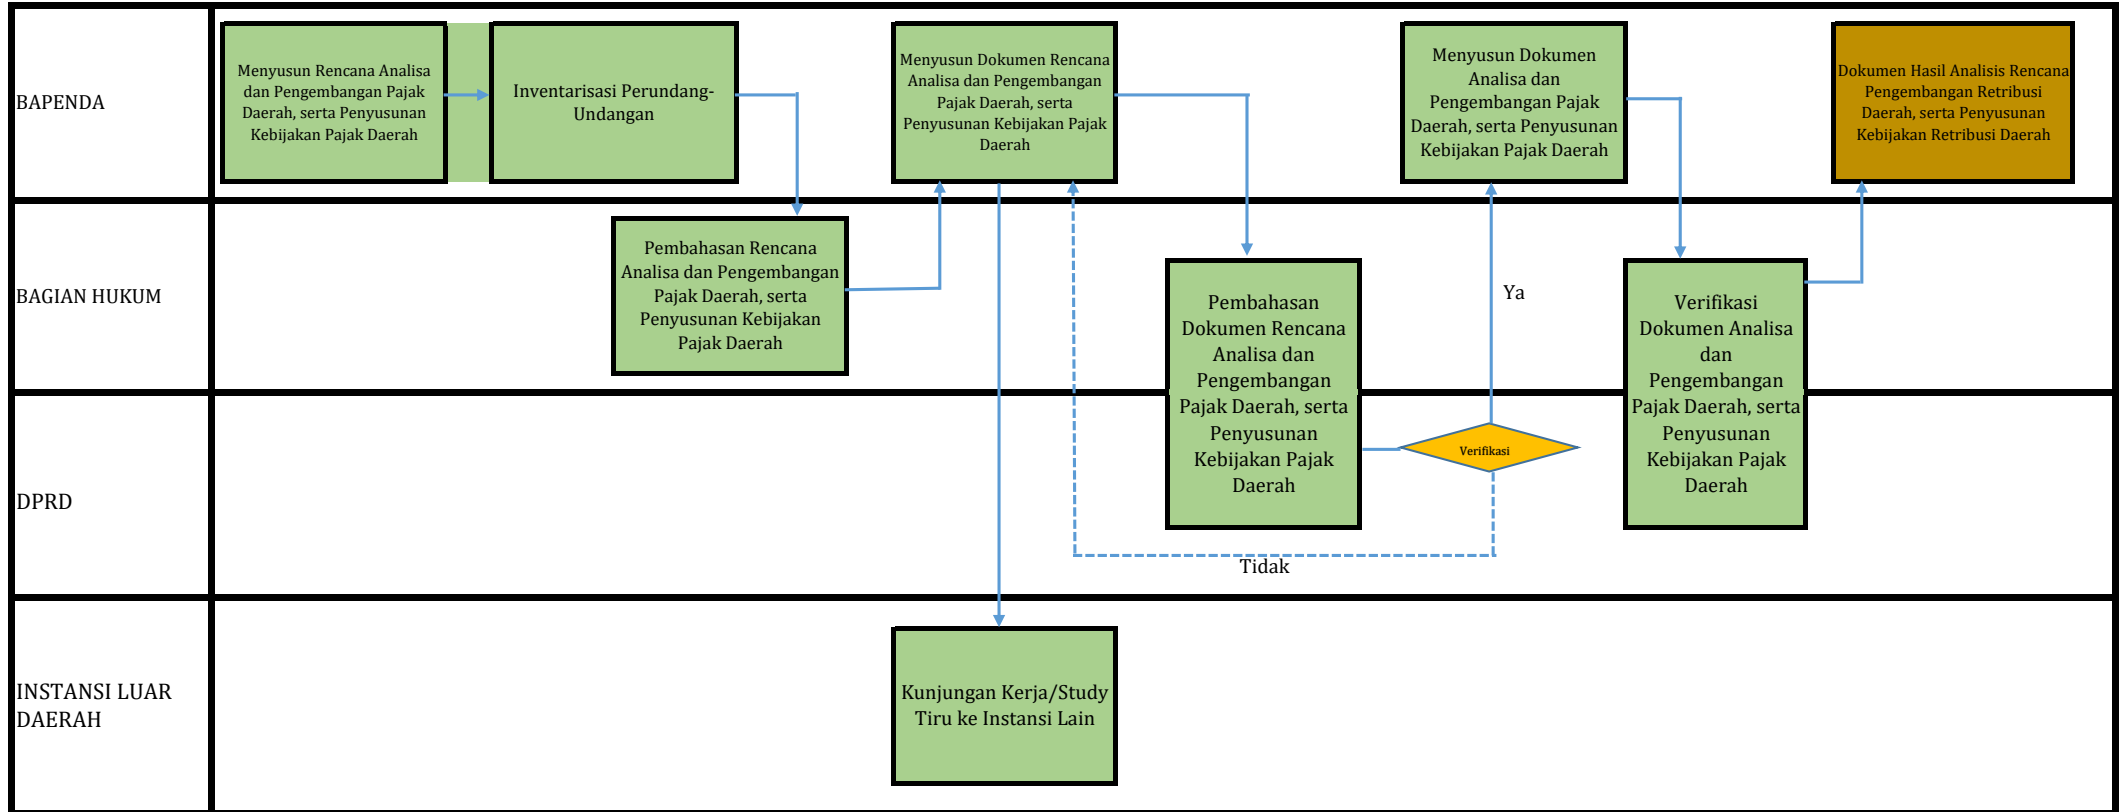 BAPENDA
Menyusun Rencana Analisa
dan Pengembangan Pajak
Daerah, serta Penyusunan
Kebijakan Pajak Daerah
Inventarisasi Perundang-
Undangan
Menyusun Dokumen Rencana
Analisa dan Pengembangan
Pajak Daerah, serta
Penyusunan Kebijakan Pajak
Daerah
Menyusun Dokumen
Analisa dan
Pengembangan Pajak
Daerah, serta Penyusunan
Kebijakan Pajak Daerah
Dokumen Hasil Analisis Rencana
Pengembangan Retribusi
Daerah, serta Penyusunan
Kebijakan Retribusi Daerah
BAGIAN HUKUM
Pembahasan Rencana
Analisa dan Pengembangan
Pajak Daerah, serta
Penyusunan Kebijakan
Pajak Daerah
Pembahasan
Dokumen Rencana
Analisa dan
Pengembangan
Pajak Daerah, serta
Penyusunan
Kebijakan Pajak
Daerah
Ya
Verifikasi
Dokumen Analisa
dan
Pengembangan
Pajak Daerah, serta
Penyusunan
Kebijakan Pajak
Daerah
DPRD
Verifikasi
Tidak
INSTANSI LUAR
DAERAH
Kunjungan Kerja/Study
Tiru ke Instansi Lain